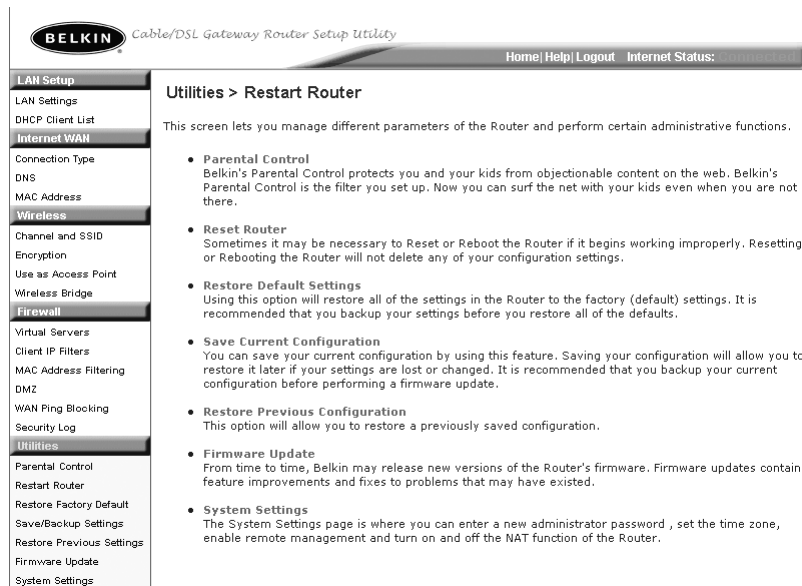 BELKIN
Cable/DSL Gateway Router Setup Utility
Home| Help| Logout Internet Status: Connected
LAN Setup
LAN Settings
DHCP Client List
Internet WAN
Connection Type
DNS
MAC Address
Wireless
Channel and SSID
Encryption
Use as Access Point
Wireless Bridge
Firewall
Virtual Servers
Client IP Filters
MAC Address Filtering
DMZ
WAN Ping Blocking
Security Log
Utilities
Parental Control
Restart Router
Restore Factory Default
Save/Backup Settings
Restore Previous Settings
Firmware Update
System Settings
Utilities > Restart Router
This screen lets you manage different parameters of the Router and perform certain administrative functions.
Parental Control
Belkin's Parental Control protects you and your kids from objectionable content on the web. Belkin's
Parental Control is the filter you set up. Now you can surf the net with your kids even when you are not
there.
Reset Router
Sometimes it may be necessary to Reset or Reboot the Router if it begins working improperly. Resetting
or Rebooting the Router will not delete any of your configuration settings.
Restore Default Settings
Using this option will restore all of the settings in the Router to the factory (default) settings. It is
recommended that you backup your settings before you restore all of the defaults.
Save Current Configuration
You can save your current configuration by using this feature. Saving your configuration will allow you to
restore it later if your settings are lost or changed. It is recommended that you backup your current
configuration before performing a firmware update.
Restore Previous Configuration
This option will allow you to restore a previously saved configuration.
Firmware Update
From time to time, Belkin may release new versions of the Router's firmware. Firmware updates contain
feature improvements and fixes to problems that may have existed.
System Settings
The System Settings page is where you can enter a new administrator password , set the time zone,
enable remote management and turn on and off the NAT function of the Router.